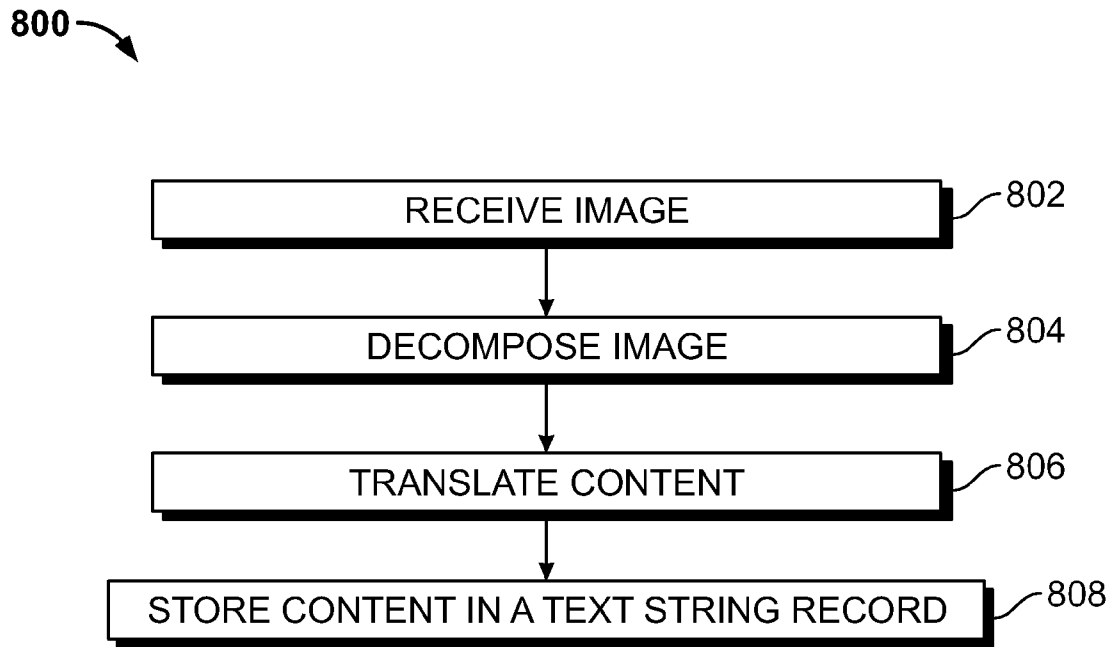 800
RECEIVE IMAGE 802
DECOMPOSE IMAGE 804
TRANSLATE CONTENT 806
STORE CONTENT IN A TEXT STRING RECORD 808